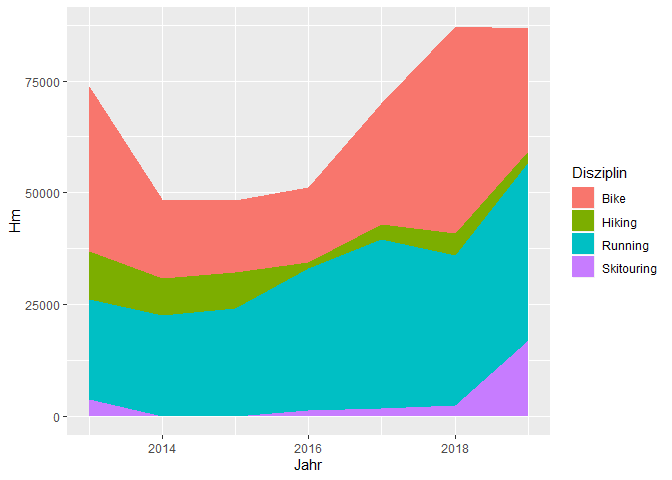 75000
50000
25000
0
Hm
2014
2016
2018
Jahr
Disziplin
Bike
Hiking
Running
Skitouring